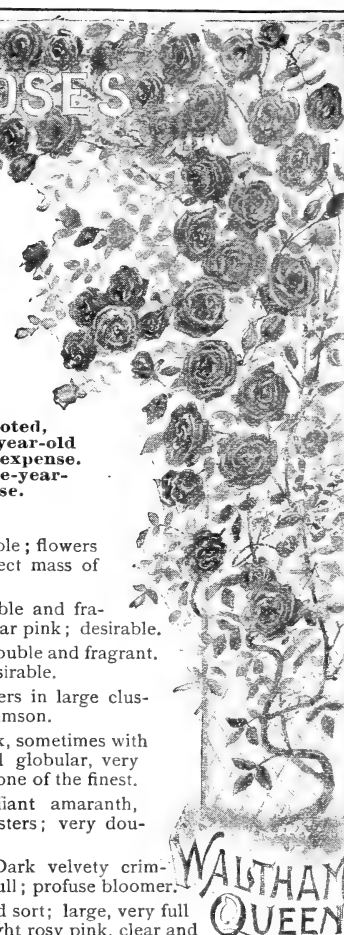 OSES
oted,
year-old
expense.
e-year-
se.
ole; flowers
ect mass of
ble and fra-
ar pink; desirable.
ouble and fragrant.
sirable.
ers in large clus-
mson.
k, sometimes with
l globular, very
one of the finest.
liant amaranth,
sters; very dou-
Dark velvety crim-
ull; profuse bloomer.
d sort; large, very full
ght rosy pink, clear and
WALTHAM
QUEEN